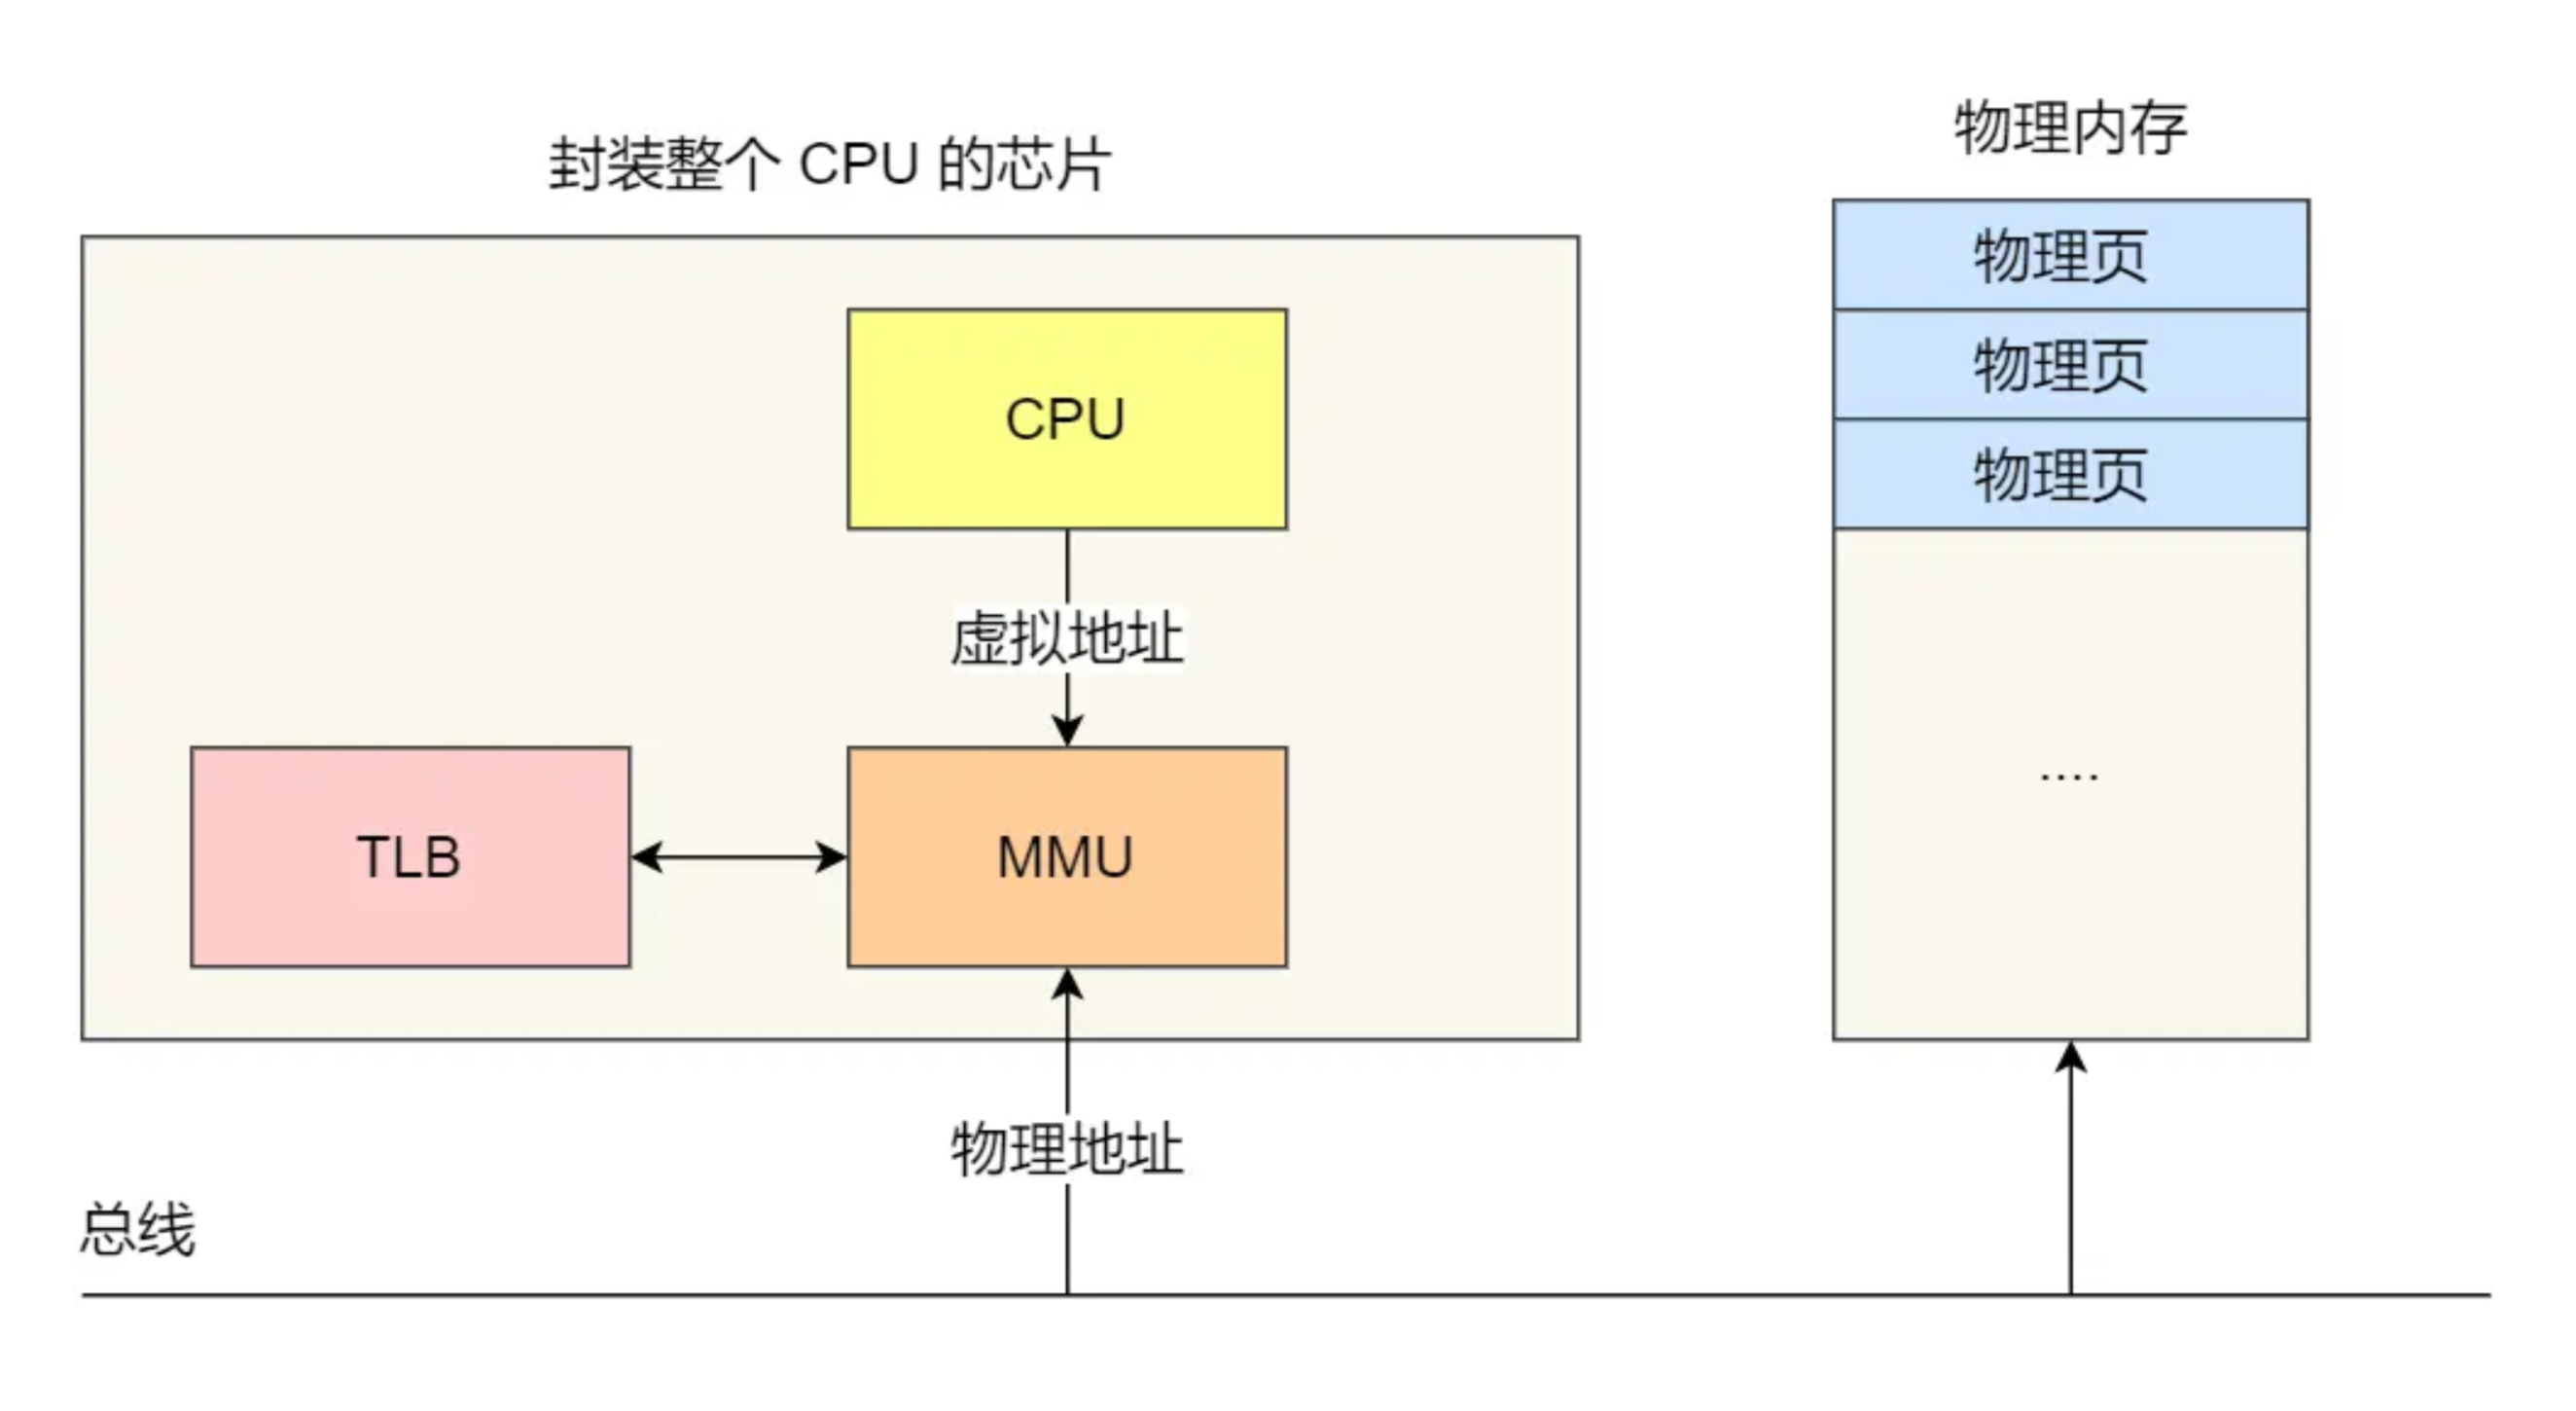 封装整个 CPU 的芯片
物理内存
物理页
物理页
物理页
CPU
虚拟地址
TLB
MMU
....
物理地址
总线